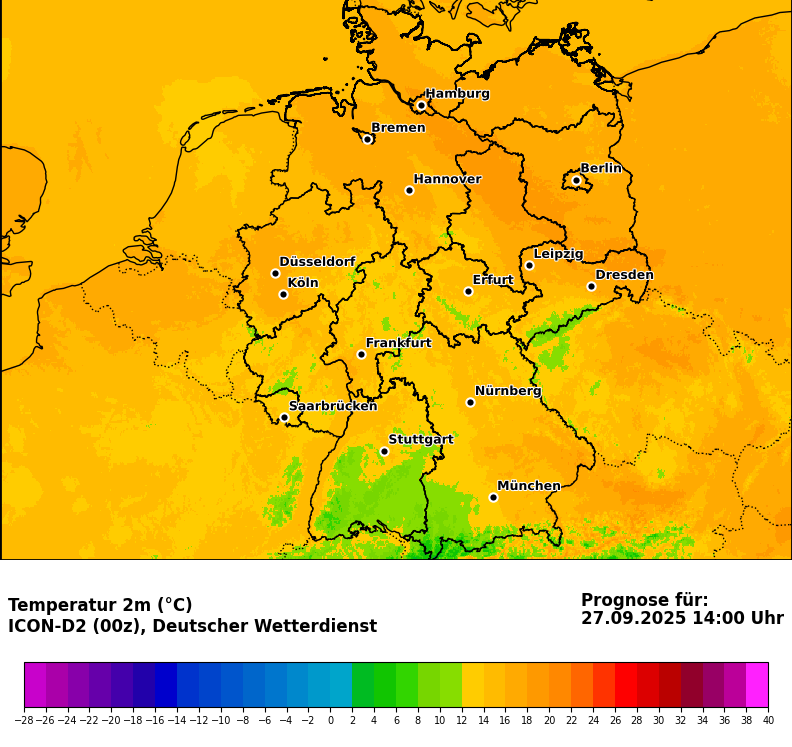 Hamburg
Bremen
Berlin
Hannover
Leipzig
Düsseldorf
Dresden
Köln
Erfurt
Frankfurt
Nürnberg
Saarbrücken
Stuttgart
München
Temperatur 2m (°C)
ICON-D2 (00z), Deutscher Wetterdienst
Prognose für:
27.09.2025 14:00 Uhr
−28 −26 −24 −22 −20 −18 −16 −14 −12 −10 −8 −6 −4 −2 0 2 4 6 8 10 12 14 16 18 20 22 24 26 28 30 32 34 36 38 40